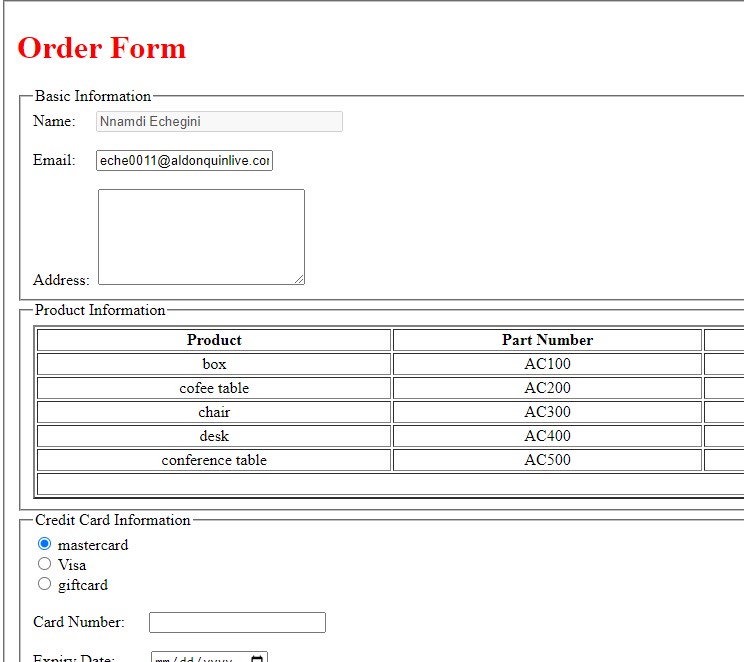 Order Form
Basic Information
Name: Nnamdi Echegini
Email: eche0011@aldonquinlive.cor
Address:
Product Information
Product Part Number
box AC100
cofee table AC200
chair AC300
desk AC400
conference table AC500
Credit Card Information
mastercard
Visa
giftcard
Card Number:
Expiry Date: mm/dd/yyyy